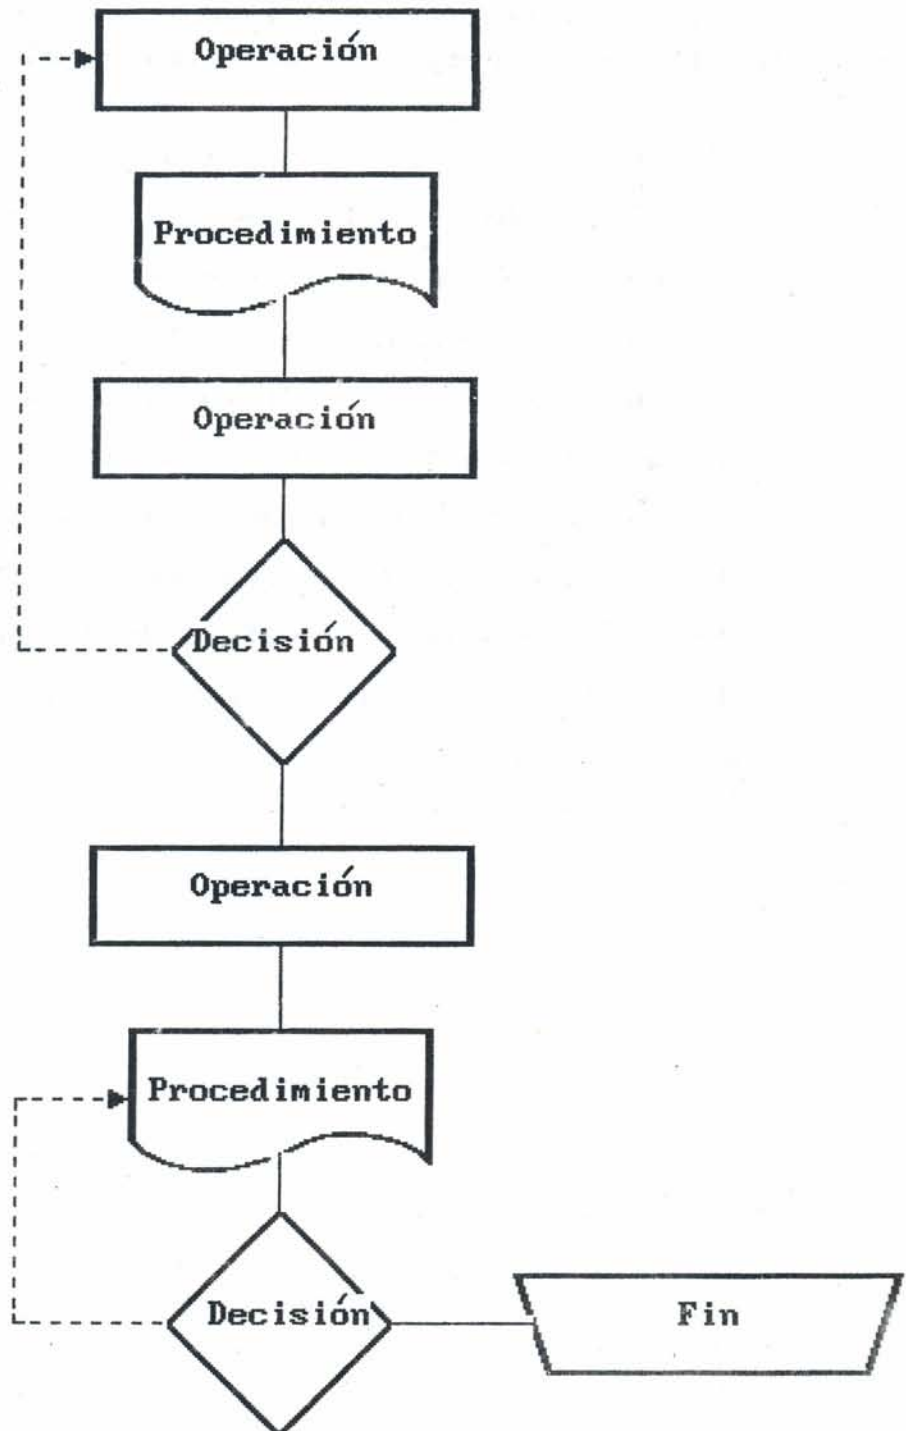 Operación
Procedimiento
Operación
Decisión
Operación
Procedimiento
Decisión
Fin